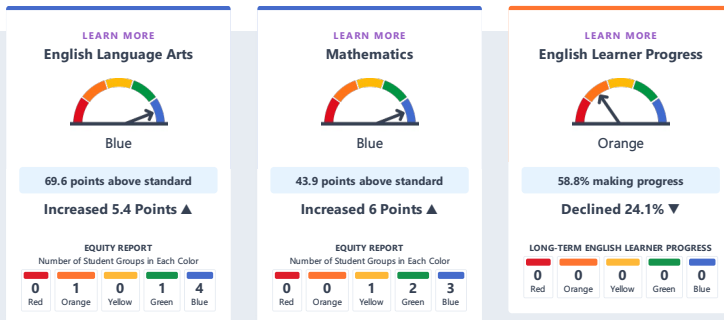 LEARN MORE
English Language Arts
Blue
69.6 points above standard
Increased 5.4 Points ▲
EQUITY REPORT
Number of Student Groups in Each Color
0 1 0 1 4
Red Orange Yellow Green Blue
LEARN MORE
Mathematics
Blue
43.9 points above standard
Increased 6 Points ▲
EQUITY REPORT
Number of Student Groups in Each Color
0 0 1 2 3
Red Orange Yellow Green Blue
LEARN MORE
English Learner Progress
Orange
58.8% making progress
Declined 24.1% ▼
LONG-TERM ENGLISH LEARNER PROGRESS
0 0 0 0 0
Red Orange Yellow Green Blue